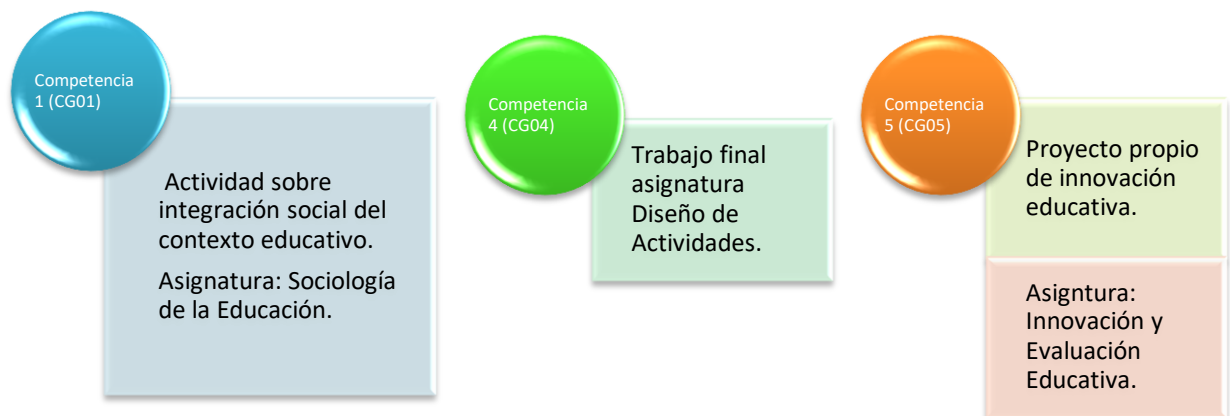 Competencia
1 (CG01)
Actividad sobre
integración social del
contexto educativo.
Asignatura: Sociología
de la Educación.
Competencia
4 (CG04)
Trabajo final
asignatura
Diseño de
Actividades.
Competencia
5 (CG05)
Proyecto propio
de innovación
educativa.
Asigntura:
Innovación y
Evaluación
Educativa.